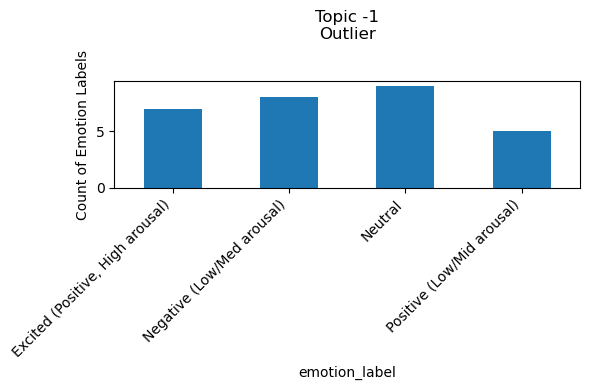 Topic -1
Outlier
Count of Emotion Labels
5
0
Excited (Positive, High arousal)
Negative (Low/Med arousal)
Neutral
Positive (Low/Mid arousal)
emotion_label